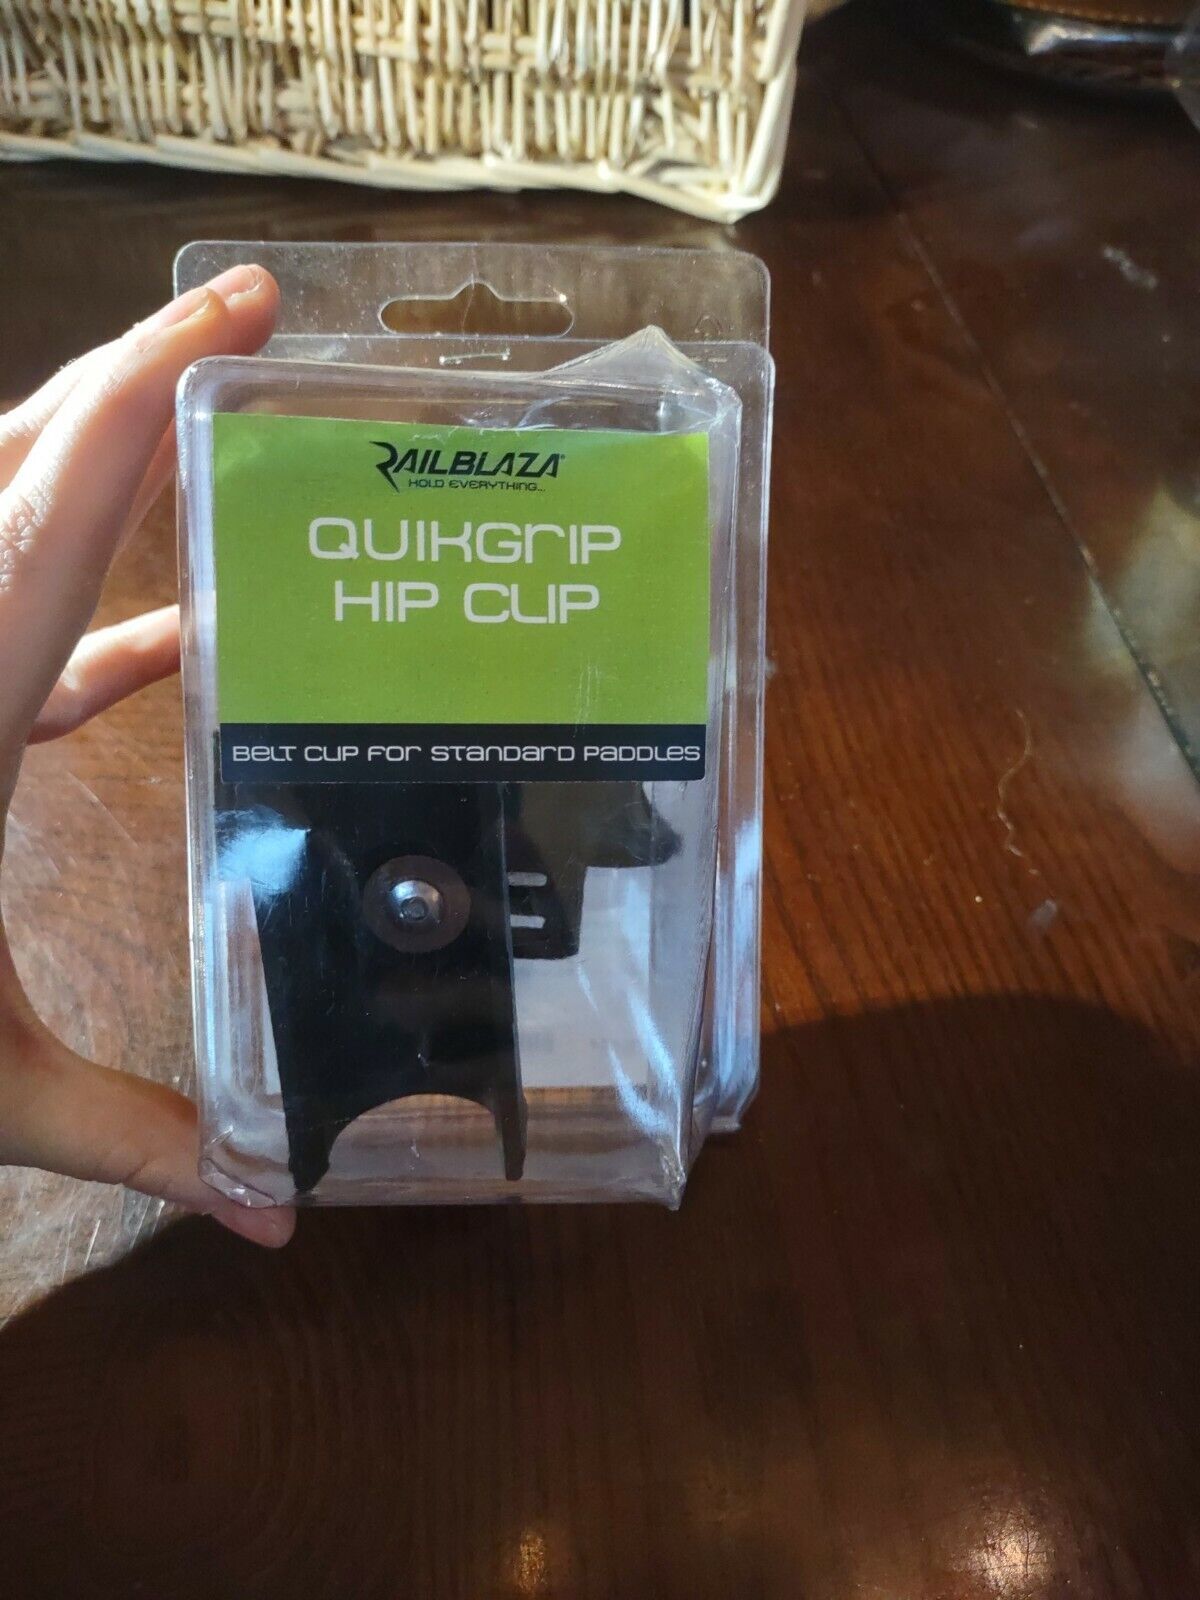 RAILBLAZA®
HOLD EVERYTHING...
QUIKGRIP
HIP CLIP
BELT CLIP FOR STANDARD PADDLES